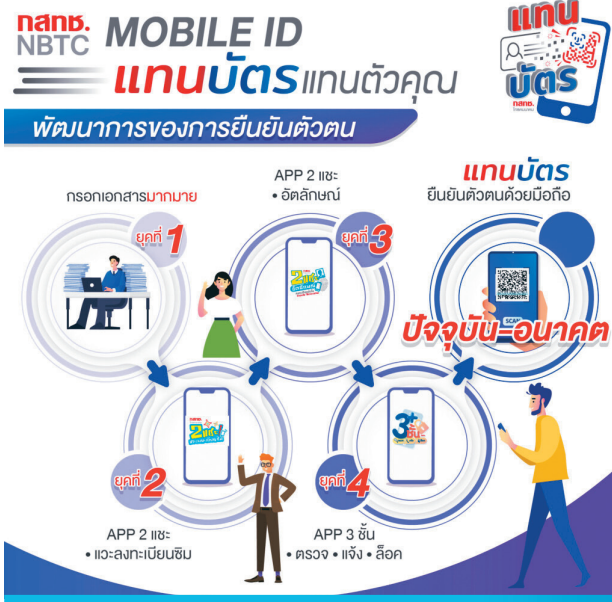 กสทช.
NBTC
MOBILE ID
แทนบัตรแทนตัวคุณ
แทน
บัตร
กสทช.
พัฒนาการของการยืนยันตัวตน
กรอกเอกสารมากมาย
ยุคที่ 1
APP 2 แชะ
• อัตลักษณ์
ยุคที่ 3
แทนบัตร
ยืนยันตัวตนด้วยมือถือ
SCAN
ปัจจุบัน-อนาคต
2แชะ
ยุคที่ 2
APP 2 แชะ
• แวะลงทะเบียนซิม
3+
ชั้น
ยุคที่ 4
APP 3 ชั้น
• ตรวจ • แจ้ง • ล็อค